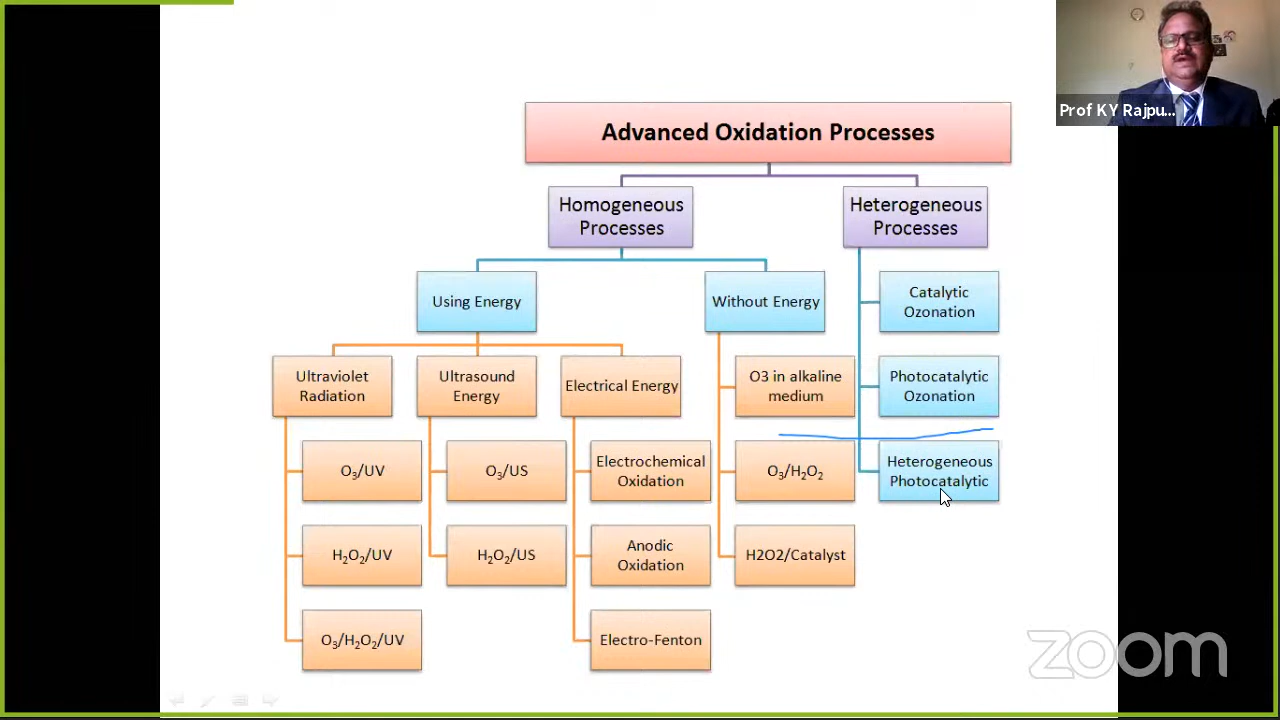 Prof KY Rajpu...
Advanced Oxidation Processes
Homogeneous
Processes
Heterogeneous
Processes
Using Energy
Without Energy
Catalytic
Ozonation
Ultraviolet
Radiation
Ultrasound
Energy
Electrical Energy
O3 in alkaline
medium
Photocatalytic
Ozonation
O₃/UV
O₃/US
Electrochemical
Oxidation
O₃/H₂O₂
Heterogeneous
Photocatalytic
H₂O₂/UV
H₂O₂/US
Anodic
Oxidation
H2O2/Catalyst
O₃/H₂O₂/UV
Electro-Fenton
zoom